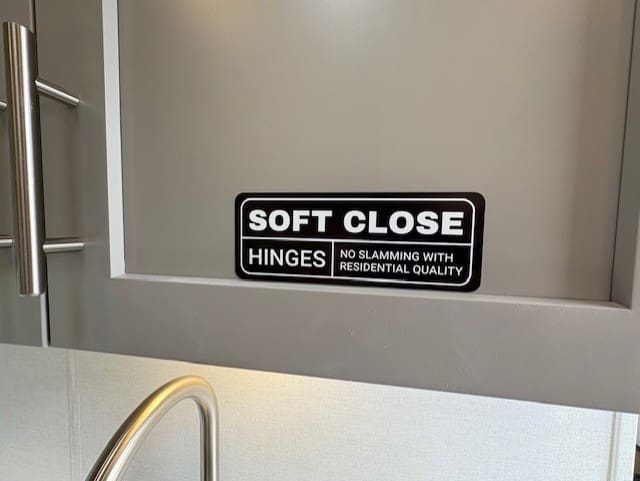 SOFT CLOSE
HINGES
NO SLAMMING WITH
RESIDENTIAL QUALITY